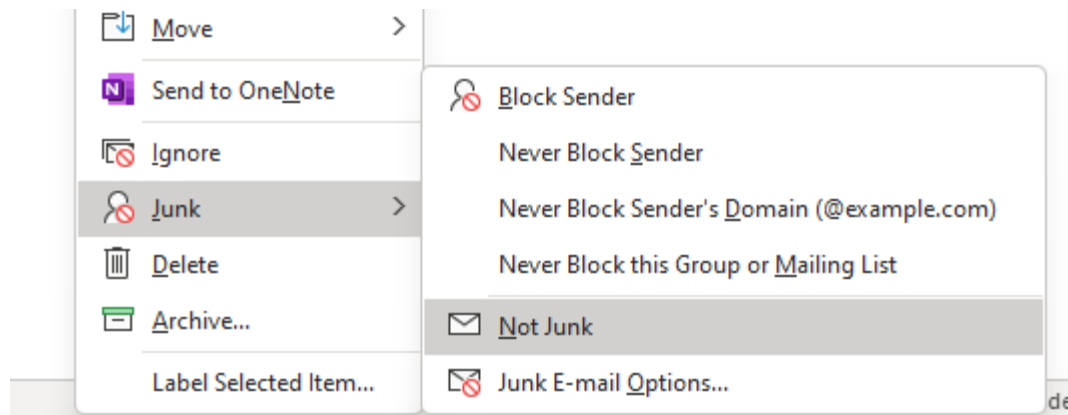 Move
Send to OneNote
Ignore
Junk
Delete
Archive...
Label Selected Item...
Block Sender
Never Block Sender
Never Block Sender's Domain (@example.com)
Never Block this Group or Mailing List
Not Junk
Junk E-mail Options...
de